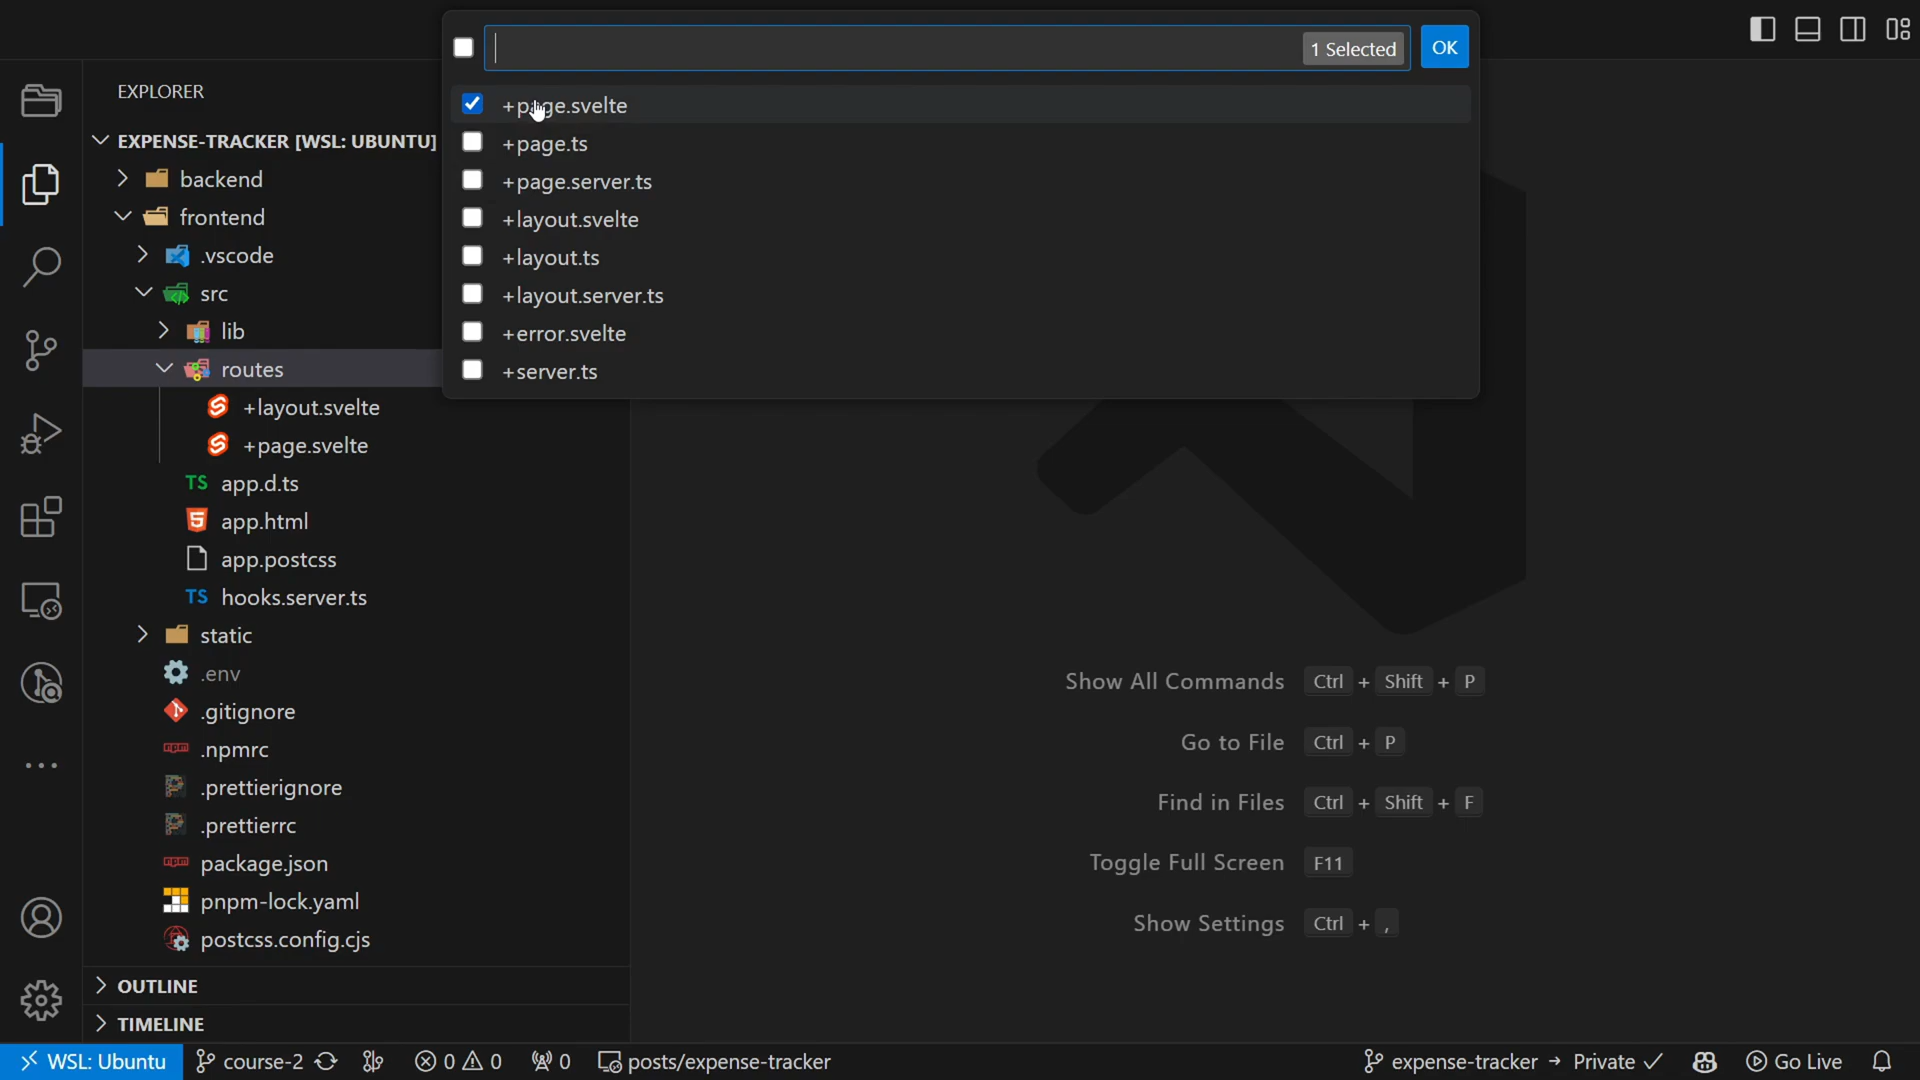 1 Selected
OK
+page.svelte
+page.ts
+page.server.ts
+layout.svelte
+layout.ts
+layout.server.ts
+error.svelte
+server.ts
EXPLORER
EXPENSE-TRACKER [WSL: UBUNTU]
backend
frontend
.vscode
src
lib
routes
+layout.svelte
+page.svelte
TS app.d.ts
app.html
app.postcss
TS hooks.server.ts
static
.env
.gitignore
.npmrc
.prettierignore
.prettierrc
package.json
pnpm-lock.yaml
postcss.config.cjs
OUTLINE
TIMELINE
Show All Commands Ctrl + Shift + P
Go to File Ctrl + P
Find in Files Ctrl + Shift + F
Toggle Full Screen F11
Show Settings Ctrl + ,
WSL: Ubuntu course-2 0 0 0 posts/expense-tracker expense-tracker → Private ✓ Go Live